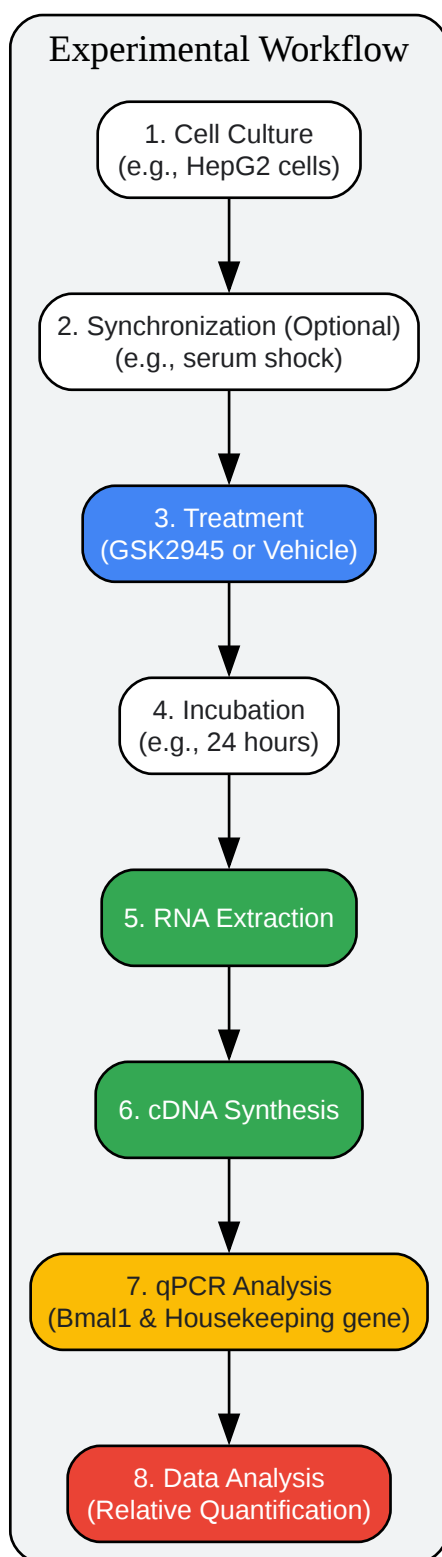 Experimental Workflow
1. Cell Culture
(e.g., HepG2 cells)
2. Synchronization (Optional)
(e.g., serum shock)
3. Treatment
(GSK2945 or Vehicle)
4. Incubation
(e.g., 24 hours)
5. RNA Extraction
6. cDNA Synthesis
7. qPCR Analysis
(Bmal1 & Housekeeping gene)
8. Data Analysis
(Relative Quantification)